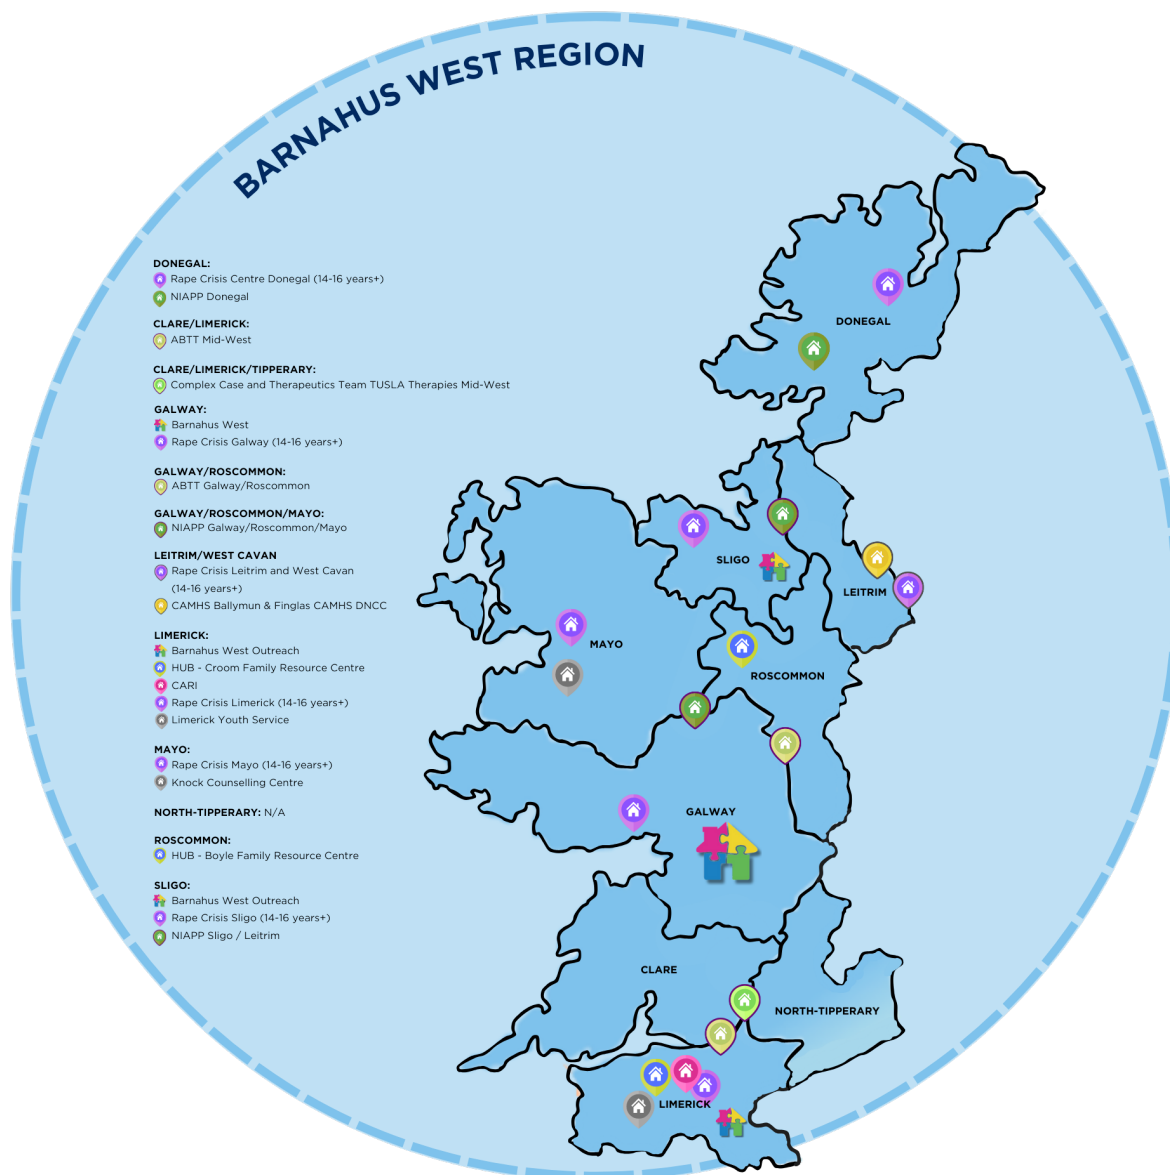 BARNAHUS WEST REGION
DONEGAL:
Rape Crisis Centre Donegal (14-16 years+)
NIAPP Donegal
CLARE/LIMERICK:
ABTT Mid-West
CLARE/LIMERICK/TIPPERARY:
Complex Case and Therapeutics Team TUSLA Therapies Mid-West
GALWAY:
Barnahus West
Rape Crisis Galway (14-16 years+)
GALWAY/ROSCOMMON:
ABTT Galway/Roscommon
GALWAY/ROSCOMMON/MAYO:
NIAPP Galway/Roscommon/Mayo
LEITRIM/WEST CAVAN
Rape Crisis Leitrim and West Cavan
(14-16 years+)
CAMHS Ballymun & Finglas CAMHS DNCC
LIMERICK:
Barnahus West Outreach
HUB - Croom Family Resource Centre
CARI
Rape Crisis Limerick (14-16 years+)
Limerick Youth Service
MAYO:
Rape Crisis Mayo (14-16 years+)
Knock Counselling Centre
NORTH-TIPPERARY: N/A
ROSCOMMON:
HUB - Boyle Family Resource Centre
SLIGO:
Barnahus West Outreach
Rape Crisis Sligo (14-16 years+)
NIAPP Sligo / Leitrim
DONEGAL
SLIGO
LEITRIM
MAYO
ROSCOMMON
GALWAY
CLARE
NORTH-TIPPERARY
LIMERICK